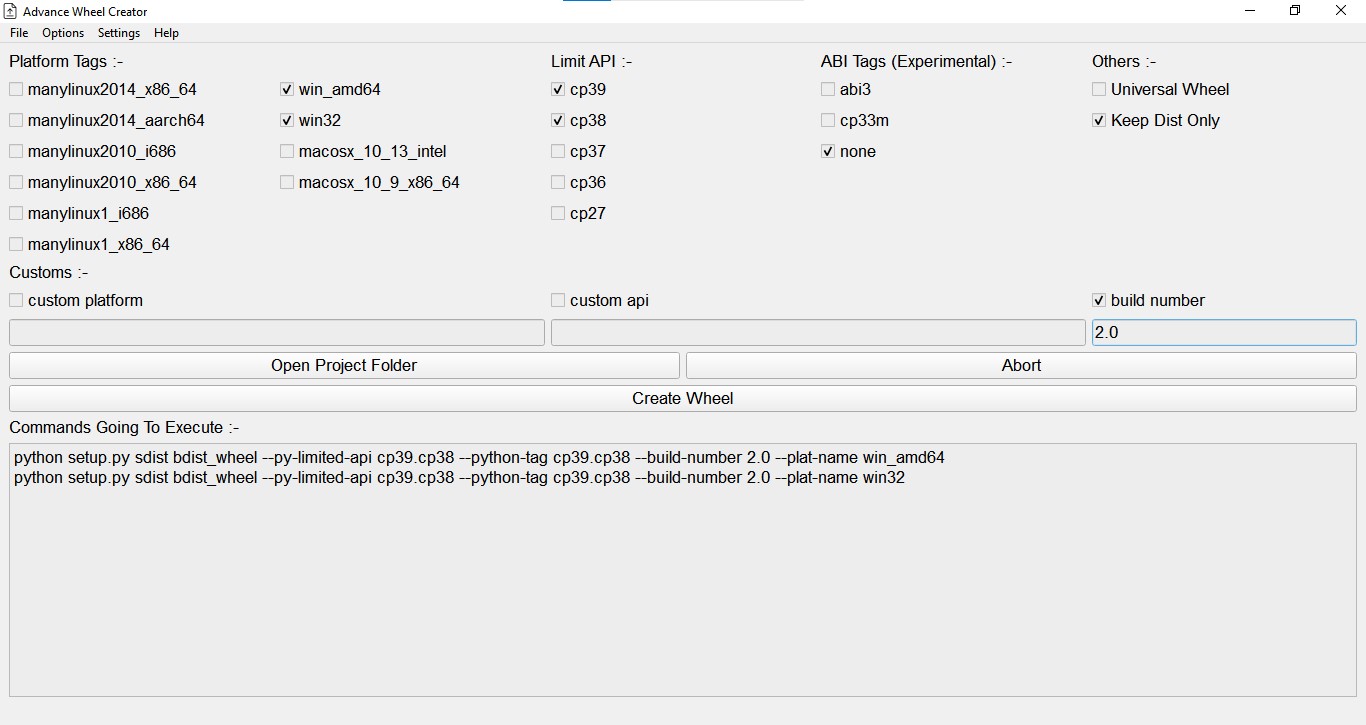 Advance Wheel Creator
File Options Settings Help
Platform Tags :- Limit API :- ABI Tags (Experimental) :- Others :-
manylinux2014_x86_64 win_amd64 cp39 abi3 Universal Wheel
manylinux2014_aarch64 win32 cp38 cp33m Keep Dist Only
manylinux2010_i686 macosx_10_13_intel cp37 none
manylinux2010_x86_64 macosx_10_9_x86_64 cp36
manylinux1_i686 cp27
manylinux1_x86_64
Customs :-
custom platform custom api build number
2.0
Open Project Folder Abort
Create Wheel
Commands Going To Execute :-
python setup.py sdist bdist_wheel --py-limited-api cp39.cp38 --python-tag cp39.cp38 --build-number 2.0 --plat-name win_amd64
python setup.py sdist bdist_wheel --py-limited-api cp39.cp38 --python-tag cp39.cp38 --build-number 2.0 --plat-name win32